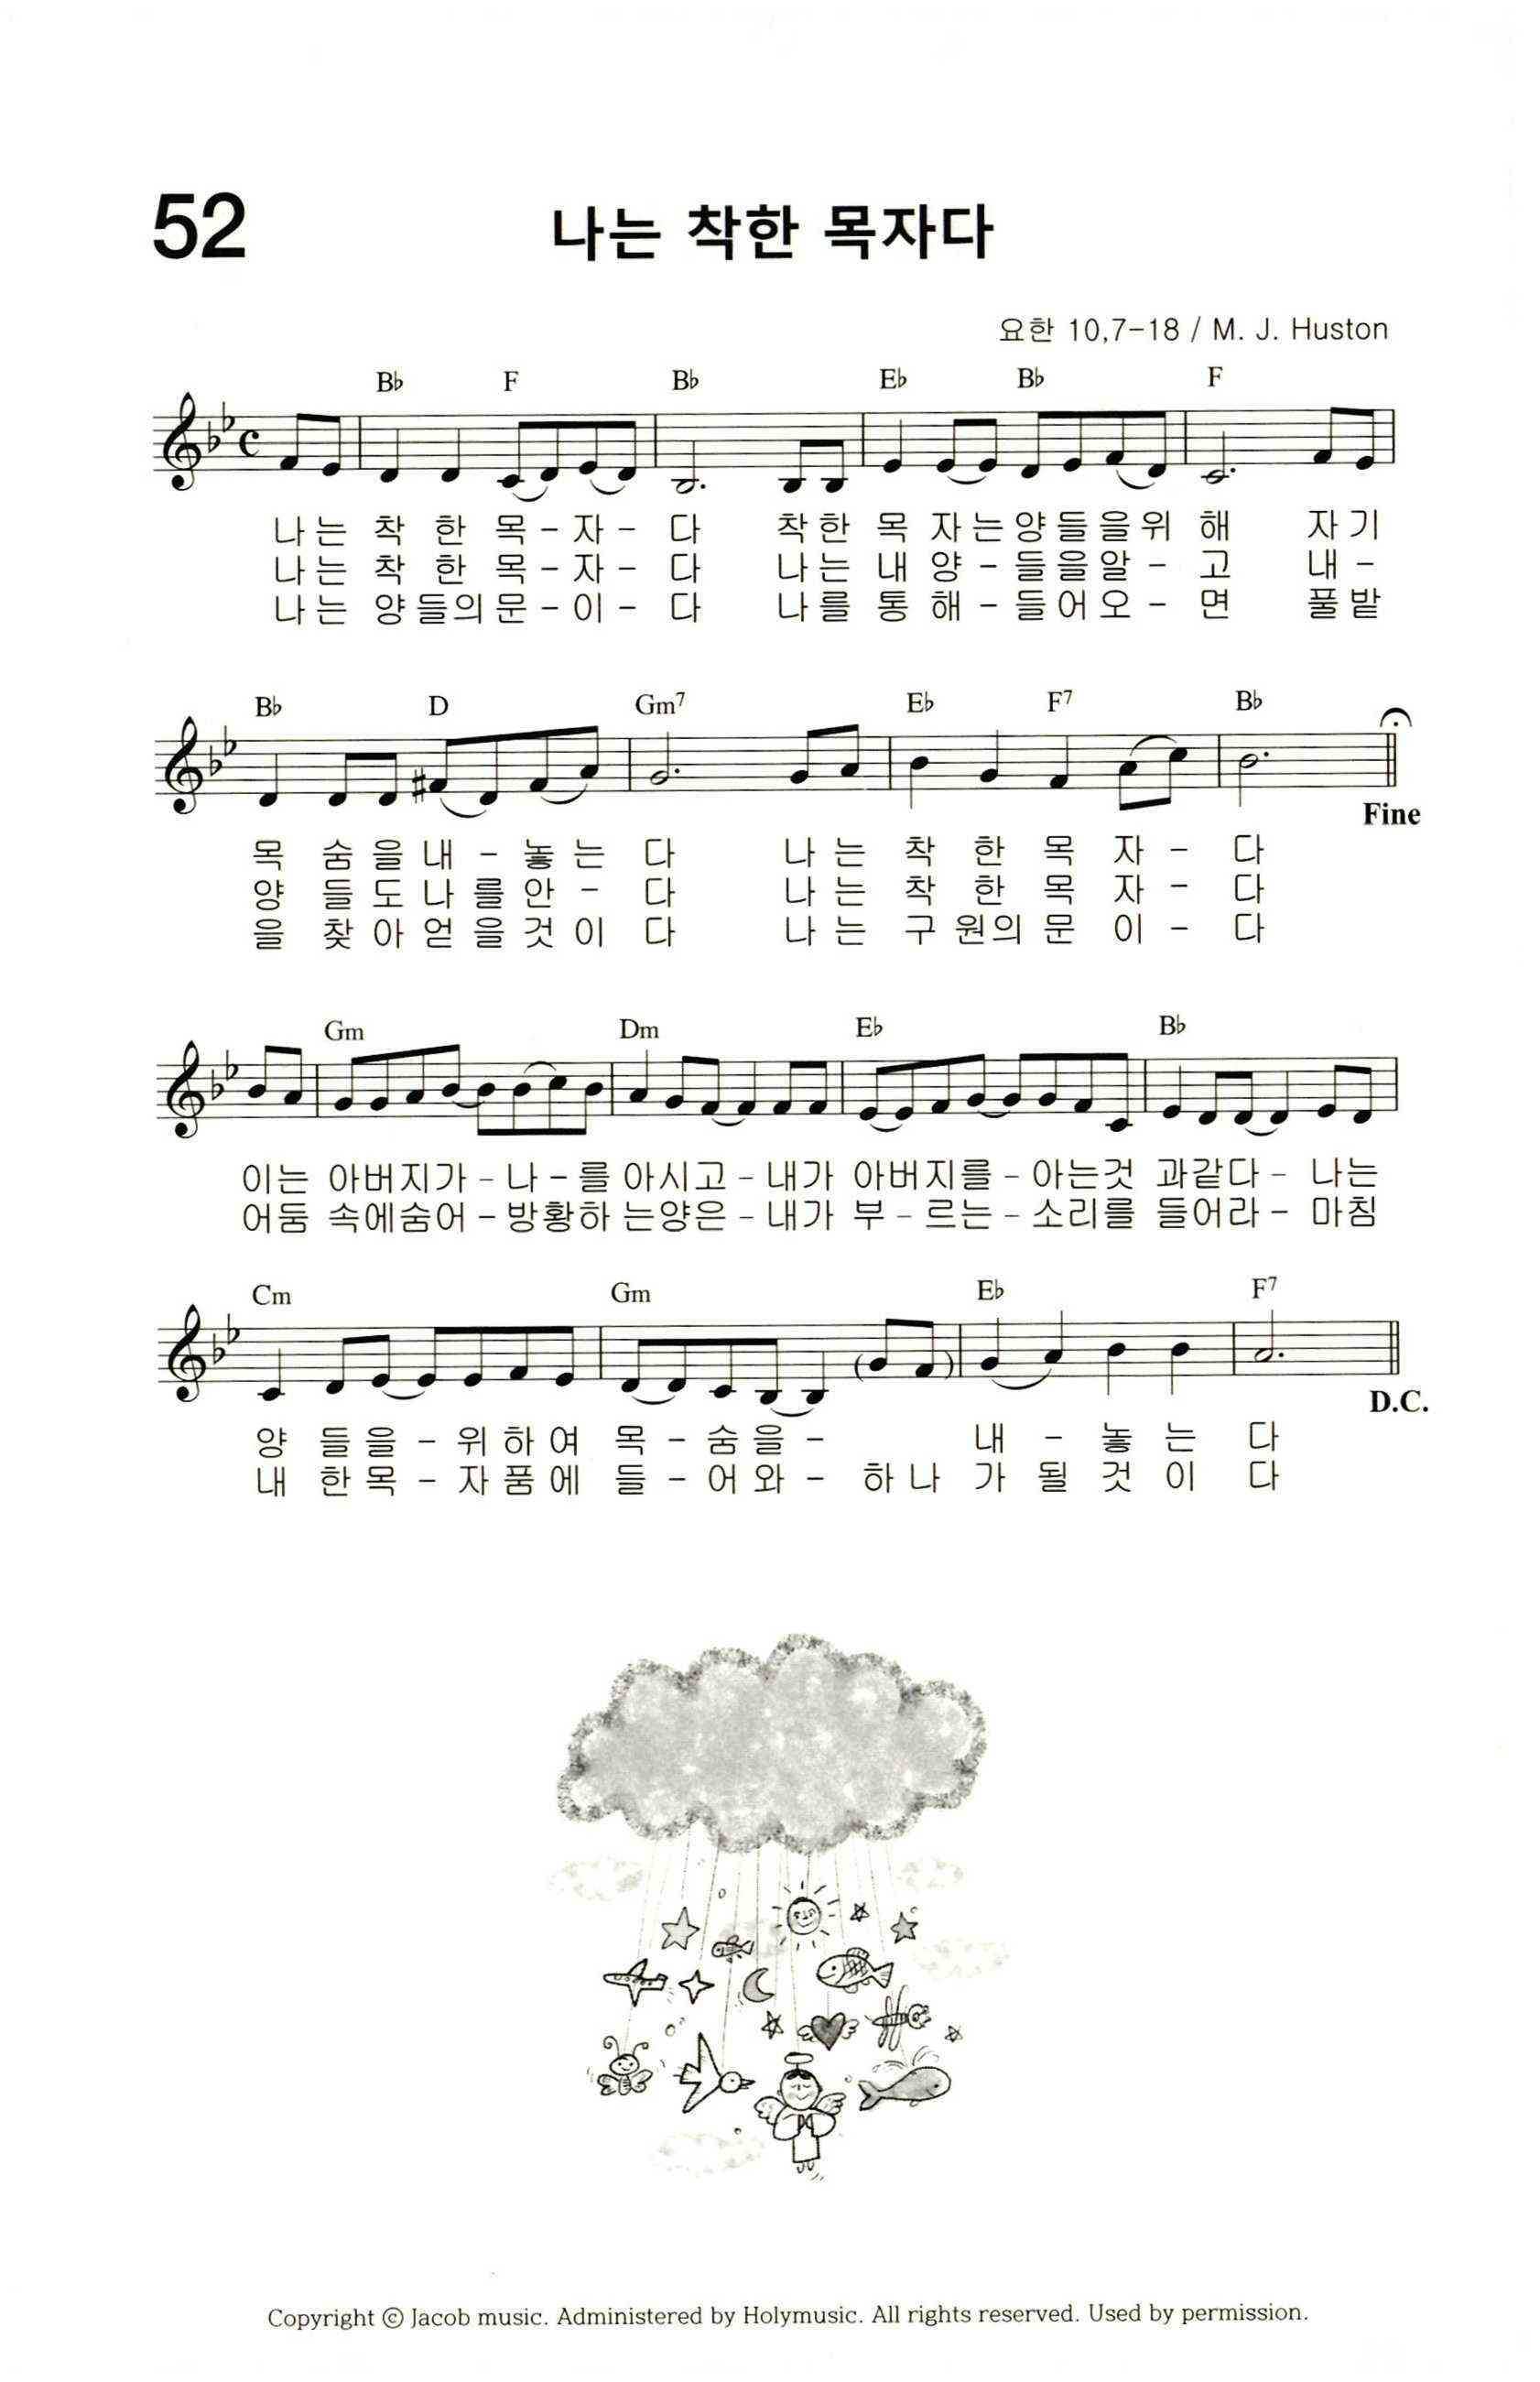 52
나는 착한 목자다
요한 10,7-18 / M. J. Huston
B♭ F B♭ E♭ B♭ F
나는 착 한 목-자- 다 착한 목 자는양들을위 해 자기
나는 착 한 목-자- 다 나는 내 양-들을알- 고 내-
나는 양들의문-이- 다 나를 통해-들어오- 면 풀밭
B♭ D Gm7 E♭ F7 B♭
Fine
목 숨을내-놓는 다 나는 착 한 목 자- 다
양 들도나를안- 다 나는 착 한 목 자- 다
을 찾아얻을것이 다 나는 구원의 문 이- 다
Gm Dm E♭ B♭
이는 아버지가-나-를 아시고-내가 아버지를-아는것 과같다- 나는
어둠 속에숨어-방황하 는양은-내가 부-르는-소리를 들어라- 마침
Cm Gm E♭ F7
D.C.
양 들을-위하여 목-숨을- 내 - 놓 는 다
내 한목-자품에 들-어와-하나 가 될 것 이 다
Copyright ⓒ Jacob music. Administered by Holymusic. All rights reserved. Used by permission.